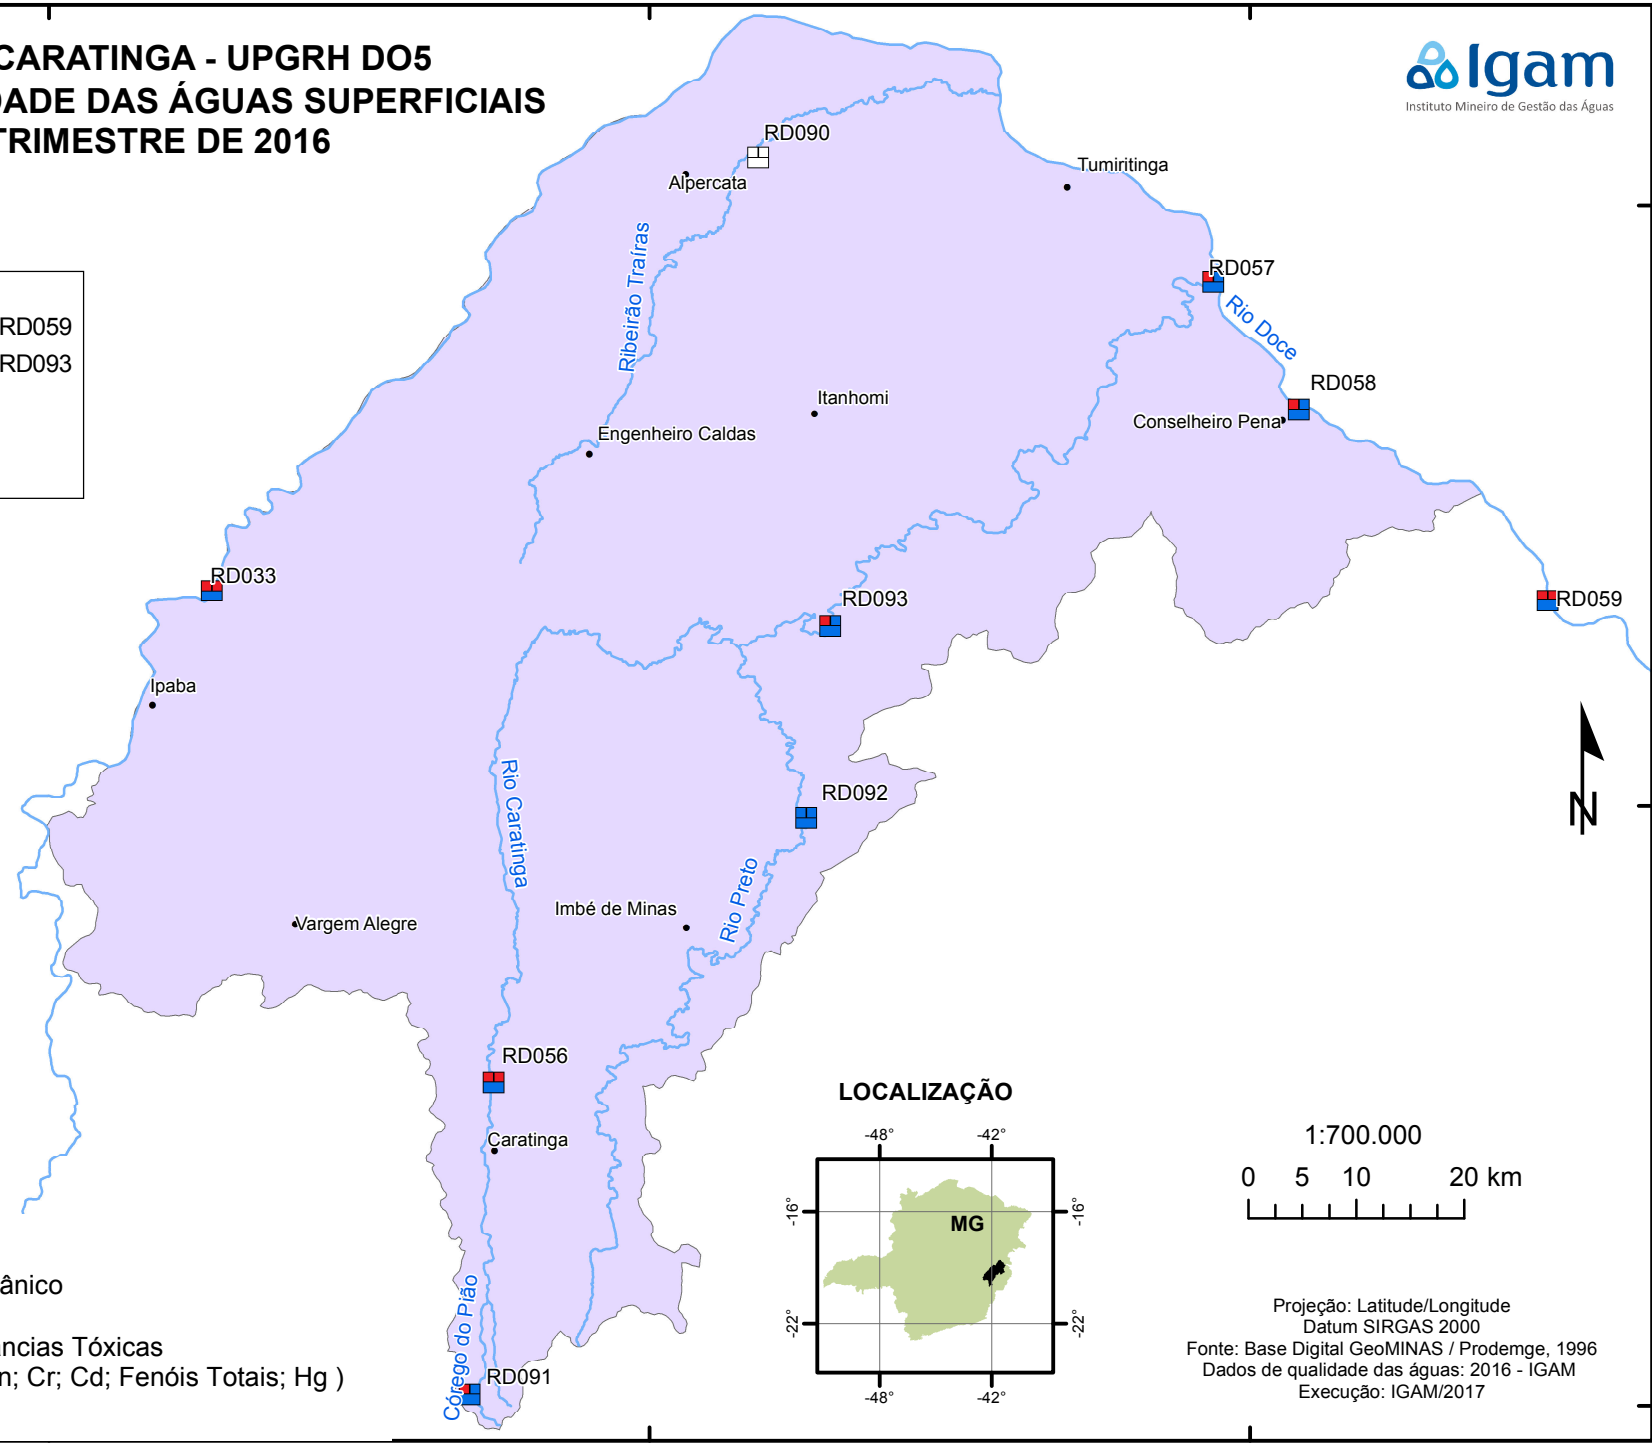 CARATINGA - UPGRH DO5
DADE DAS ÁGUAS SUPERFICIAIS
TRIMESTRE DE 2016
Igam
Instituto Mineiro de Gestão das Águas
RD059
RD093
RD090
Alpercata
Tumiritinga
Ribeirão Traíras
RD057
Rio Doce
RD058
Itanhomi
Conselheiro Pena
Engenheiro Caldas
RD033
RD093
RD059
Ipaba
Rio Caratinga
RD092
N
Rio Preto
Imbé de Minas
Vargem Alegre
RD056
Caratinga
Córego do Pião
RD091
LOCALIZAÇÃO
-48° -42°
-16° -16°
MG
-22° -22°
-48° -42°
1:700.000
0 5 10 20 km
Projeção: Latitude/Longitude
Datum SIRGAS 2000
Fonte: Base Digital GeoMINAS / Prodemge, 1996
Dados de qualidade das águas: 2016 - IGAM
Execução: IGAM/2017
ânico
ncias Tóxicas
n; Cr; Cd; Fenóis Totais; Hg )